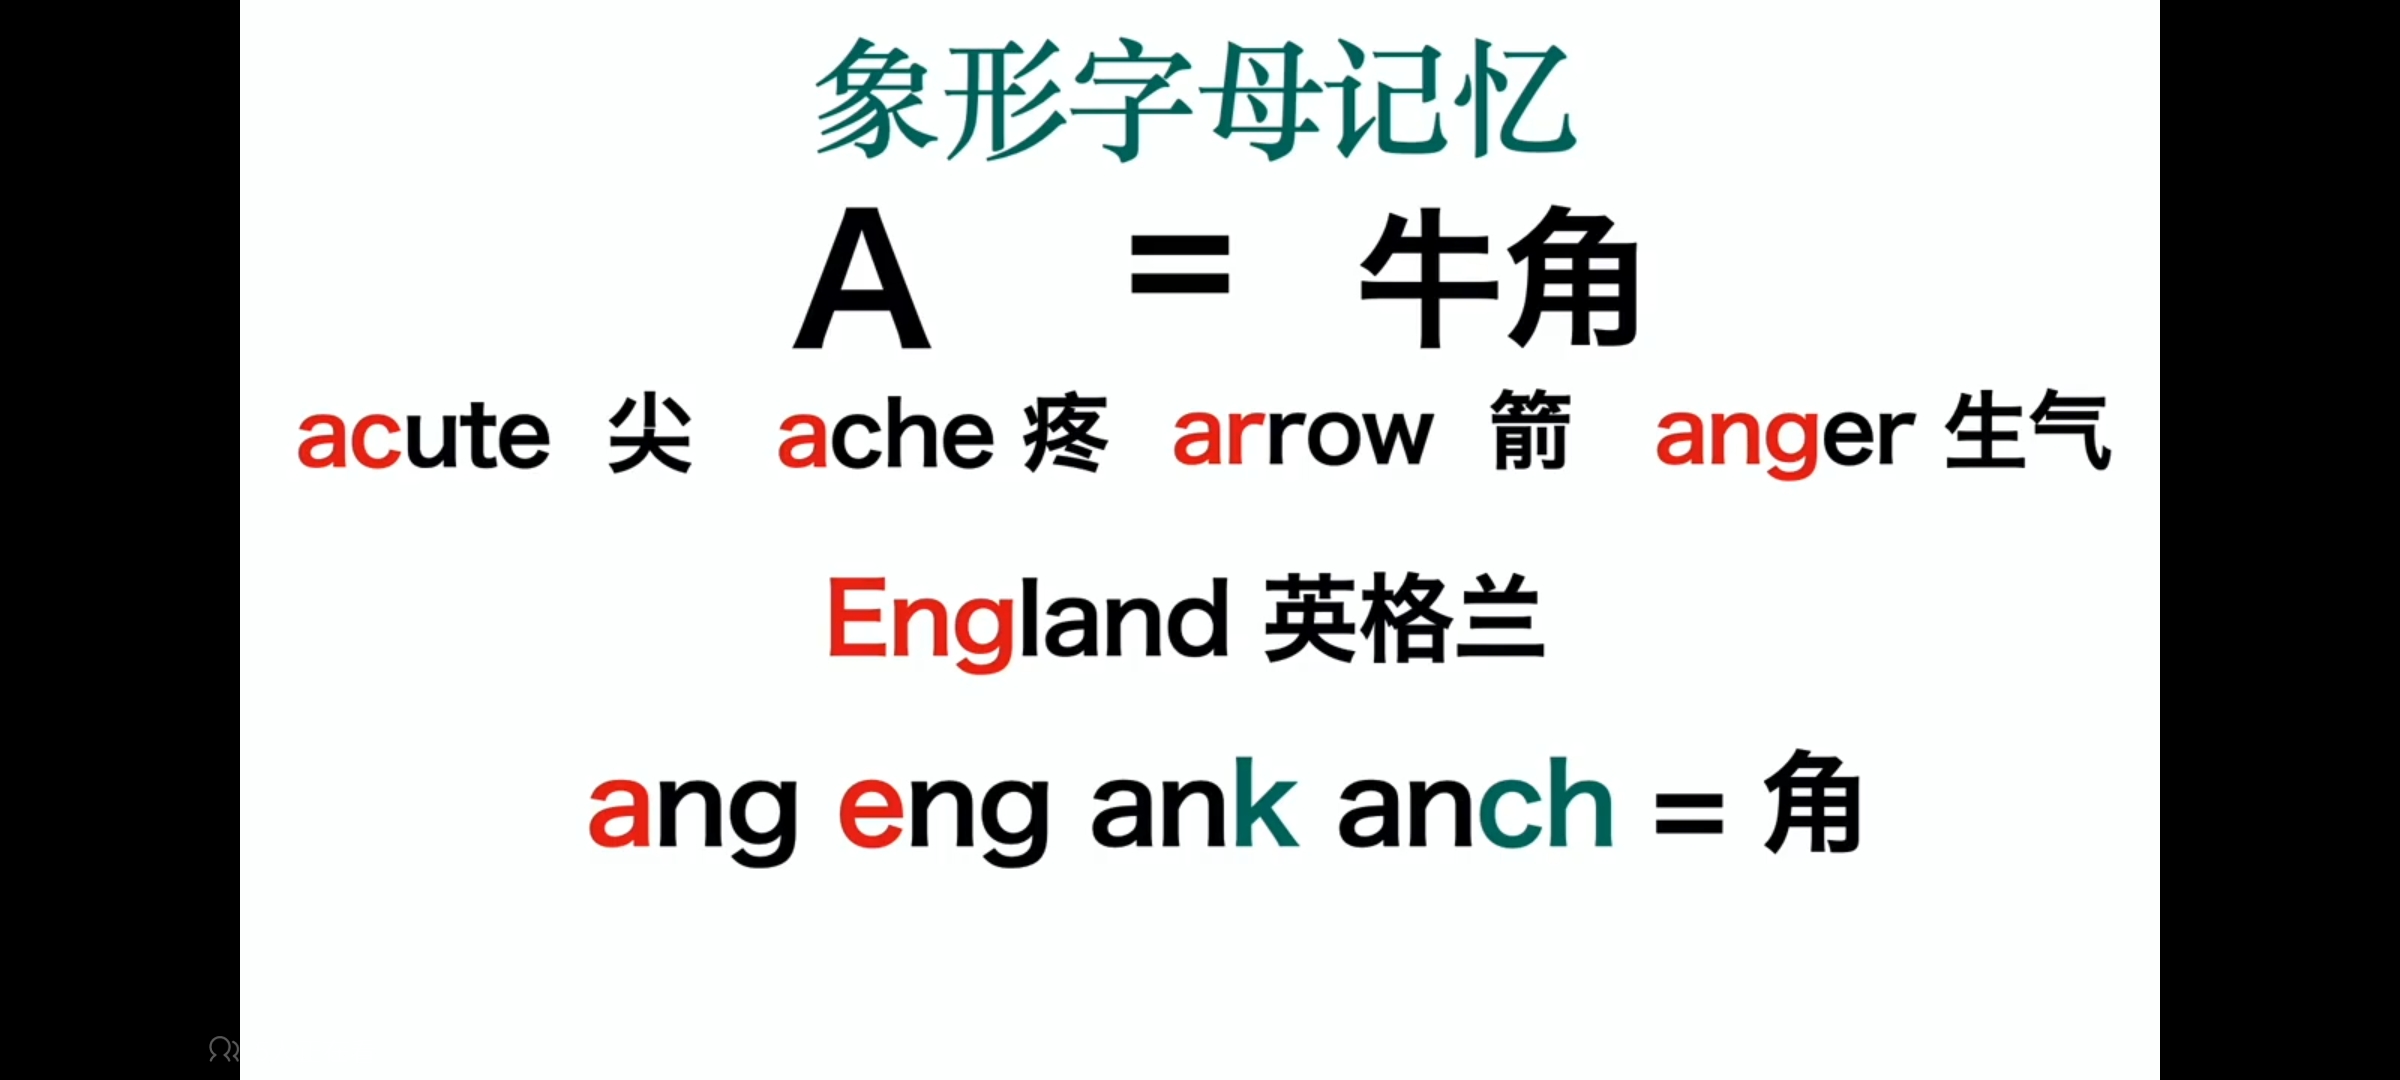 象形字母记忆
A = 牛角
acute 尖 ache 疼 arrow 箭 anger 生气
England 英格兰
ang eng ank anch = 角